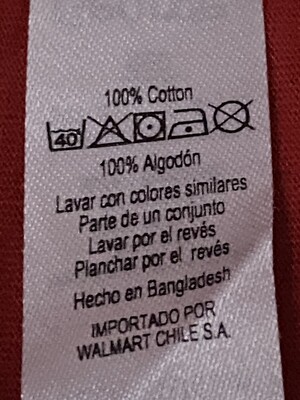 100% Cotton
40
100% Algodón
Lavar con colores similares
Parte de un conjunto
Lavar por el revés
Planchar por el revés
Hecho en Bangladesh
IMPORTADO POR
WALMART CHILE S.A.